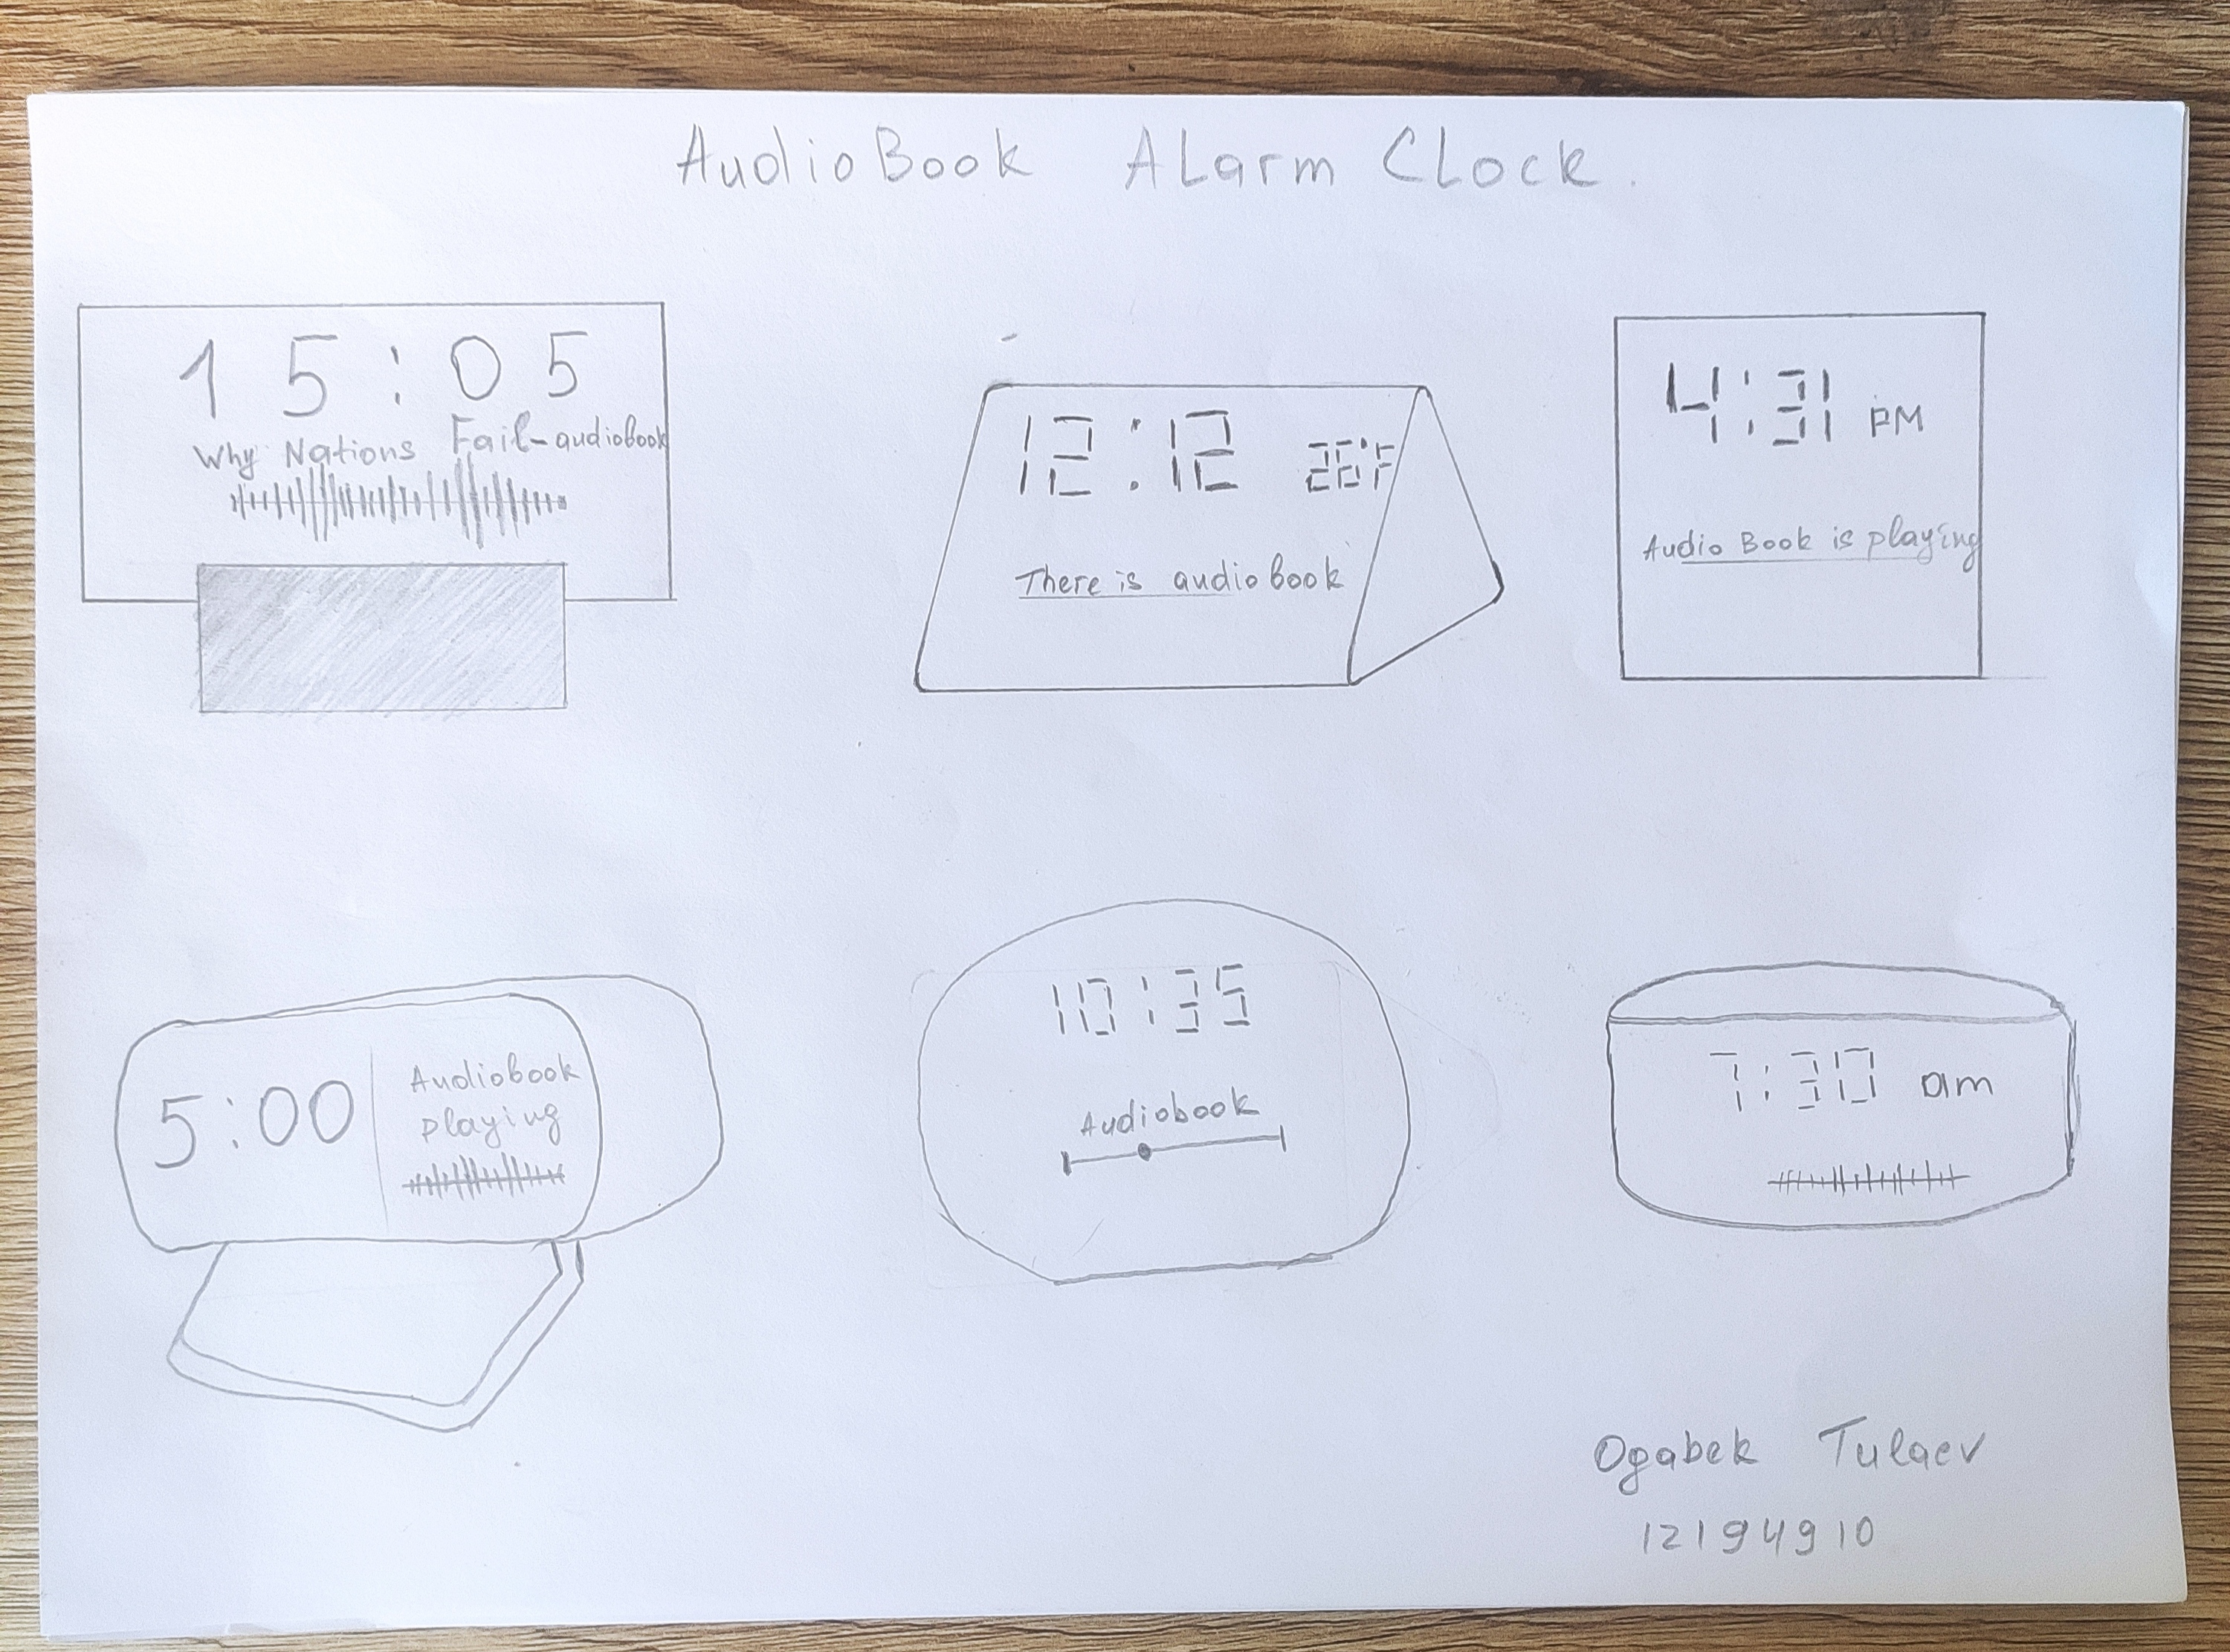 AudioBook ALarm CLock.
15:05
Why Nations Fail-audiobook
12:12 26°F
There is audiobook
4:31 PM
Audio Book is playing
5:00
Audiobook
playing
10:35
Audiobook
7:30 am
Ogabek Tulaev
12194910